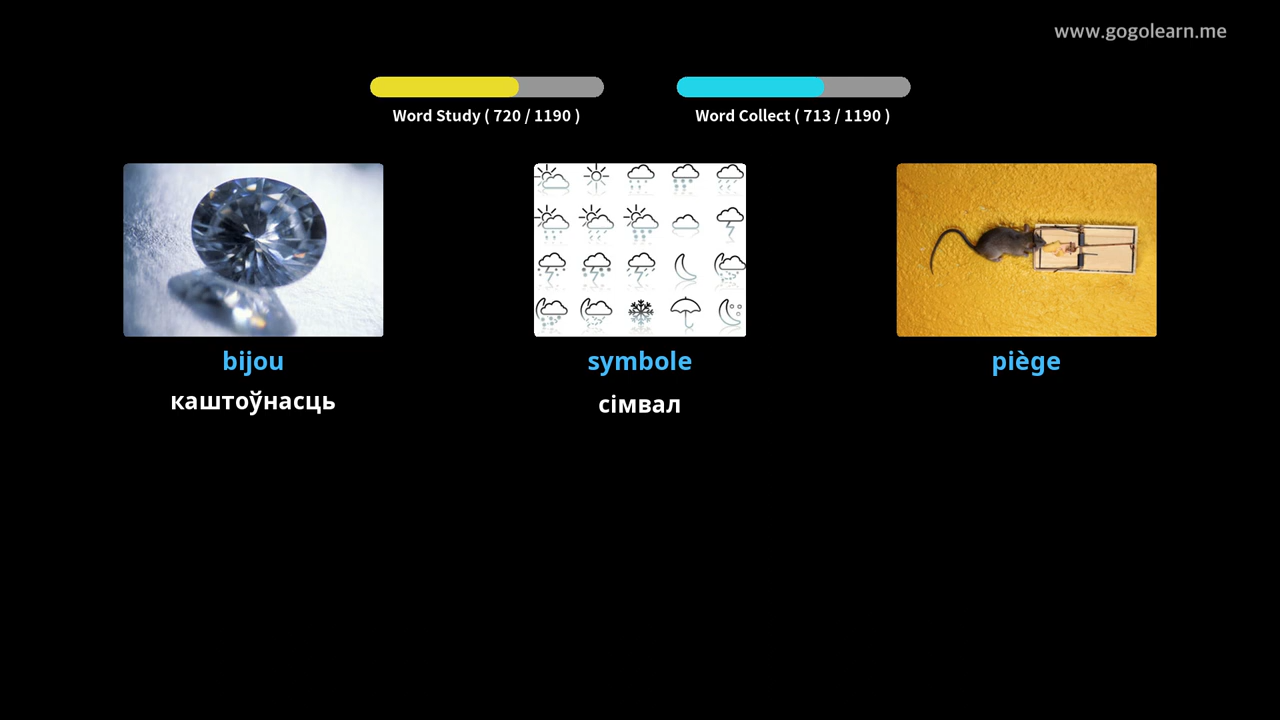 www.gogolearn.me
Word Study ( 720 / 1190 )
Word Collect ( 713 / 1190 )
bijou
symbole
piège
каштоўнасць
сімвал